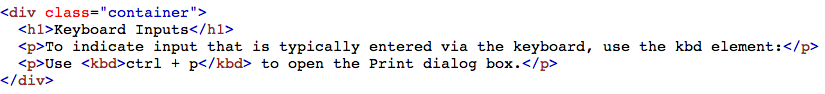 <div class="container">
<h1>Keyboard Inputs</h1>
<p>To indicate input that is typically entered via the keyboard, use the kbd element:</p>
<p>Use <kbd>ctrl + p</kbd> to open the Print dialog box.</p>
</div>